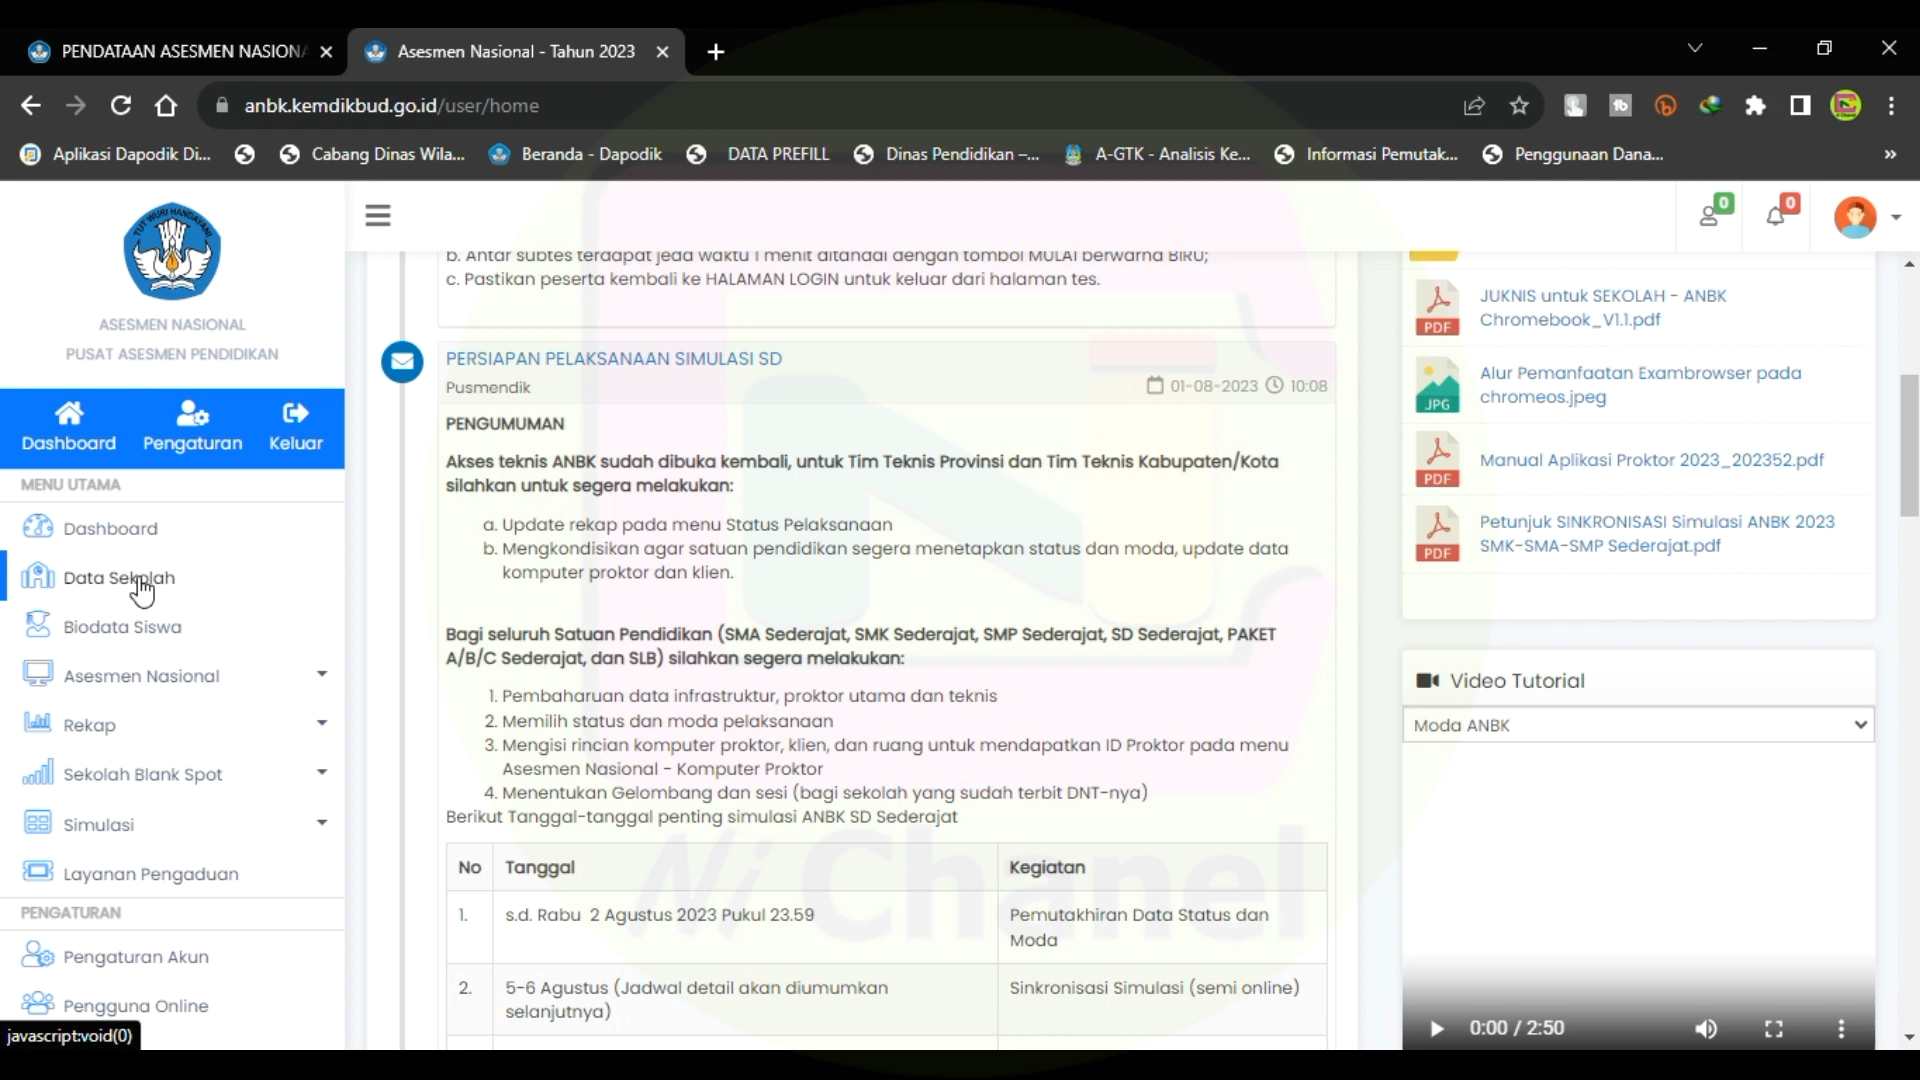 PENDATAAN ASESMEN NASION
Asesmen Nasional - Tahun 2023
anbk.kemdikbud.go.id/user/home
Aplikasi Dapodik Di...
Cabang Dinas Wila...
Beranda - Dapodik
DATA PREFILL
Dinas Pendidikan –...
A-GTK - Analisis Ke...
Informasi Pemutak...
Penggunaan Dana...
»
TUT WURI HANDAYANI
ASESMEN NASIONAL
PUSAT ASESMEN PENDIDIKAN
Dashboard
Pengaturan
Keluar
MENU UTAMA
Dashboard
Data Sekolah
Biodata Siswa
Asesmen Nasional
Rekap
Sekolah Blank Spot
Simulasi
Layanan Pengaduan
PENGATURAN
Pengaturan Akun
Pengguna Online
javascript:void(0)
0
0
b. Antar subtes terdapat jeda waktu 1 menit ditandai dengan tombol MULAI berwarna BIRU;
c. Pastikan peserta kembali ke HALAMAN LOGIN untuk keluar dari halaman tes.
PERSIAPAN PELAKSANAAN SIMULASI SD
Pusmendik
01-08-2023 10:08
PENGUMUMAN
Akses teknis ANBK sudah dibuka kembali, untuk Tim Teknis Provinsi dan Tim Teknis Kabupaten/Kota
silahkan untuk segera melakukan:
a. Update rekap pada menu Status Pelaksanaan
b. Mengkondisikan agar satuan pendidikan segera menetapkan status dan moda, update data
komputer proktor dan klien.
Bagi seluruh Satuan Pendidikan (SMA Sederajat, SMK Sederajat, SMP Sederajat, SD Sederajat, PAKET
A/B/C Sederajat, dan SLB) silahkan segera melakukan:
1. Pembaharuan data infrastruktur, proktor utama dan teknis
2. Memilih status dan moda pelaksanaan
3. Mengisi rincian komputer proktor, klien, dan ruang untuk mendapatkan ID Proktor pada menu
Asesmen Nasional - Komputer Proktor
4. Menentukan Gelombang dan sesi (bagi sekolah yang sudah terbit DNT-nya)
Berikut Tanggal-tanggal penting simulasi ANBK SD Sederajat
No Tanggal Kegiatan
1. s.d. Rabu 2 Agustus 2023 Pukul 23.59 Pemutakhiran Data Status dan
Moda
2. 5-6 Agustus (Jadwal detail akan diumumkan Sinkronisasi Simulasi (semi online)
selanjutnya)
Ni Chanel
PDF
JUKNIS untuk SEKOLAH - ANBK
Chromebook_V1.1.pdf
JPG
Alur Pemanfaatan Exambrowser pada
chromeos.jpeg
PDF
Manual Aplikasi Proktor 2023_202352.pdf
PDF
Petunjuk SINKRONISASI Simulasi ANBK 2023
SMK-SMA-SMP Sederajat.pdf
Video Tutorial
Moda ANBK
0:00 / 2:50